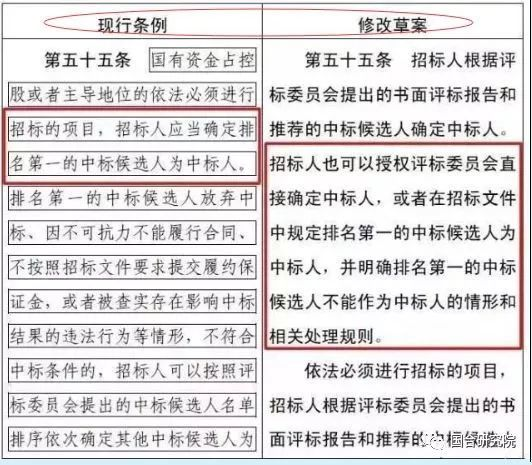 现行条例
修改草案
第五十五条 国有资金占控
股或者主导地位的依法必须进行
招标的项目，招标人应当确定排
名第一的中标候选人为中标人。
排名第一的中标候选人放弃中
标、因不可抗力不能履行合同、
不按照招标文件要求提交履约保
证金，或者被查实存在影响中标
结果的违法行为等情形，不符合
中标条件的，招标人可以按照评
标委员会提出的中标候选人名单
排序依次确定其他中标候选人为
第五十五条 招标人根据评
标委员会提出的书面评标报告和
推荐的中标候选人确定中标人。
招标人也可以授权评标委员会直
接确定中标人，或者在招标文件
中规定排名第一的中标候选人为
中标人，并明确排名第一的中标
候选人不能作为中标人的情形和
相关处理规则。
依法必须进行招标的项目，
招标人根据评标委员会提出的书
面评标报告和推荐的中标候选
国合研究院